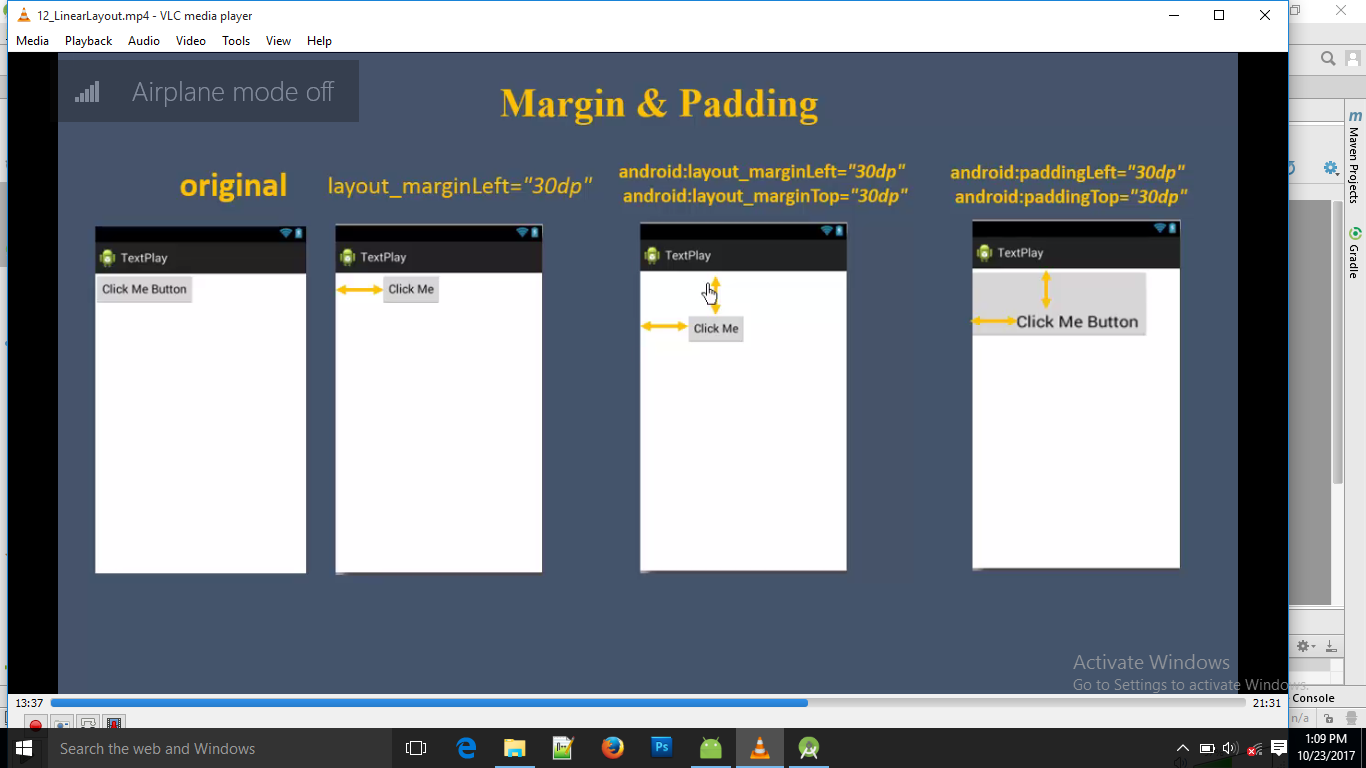 12_LinearLayout.mp4 - VLC media player
Media Playback Audio Video Tools View Help
Airplane mode off
Margin & Padding
original
layout_marginLeft="30dp"
android:layout_marginLeft="30dp"
android:layout_marginTop="30dp"
android:paddingLeft="30dp"
android:paddingTop="30dp"
TextPlay
Click Me Button
TextPlay
Click Me
TextPlay
Click Me
TextPlay
Click Me Button
m
Maven Projects
Gradle
Activate Windows
Go to Settings to activate Windows.
13:37
21:31
Console
n/a
Search the web and Windows
Ps
1:09 PM
10/23/2017